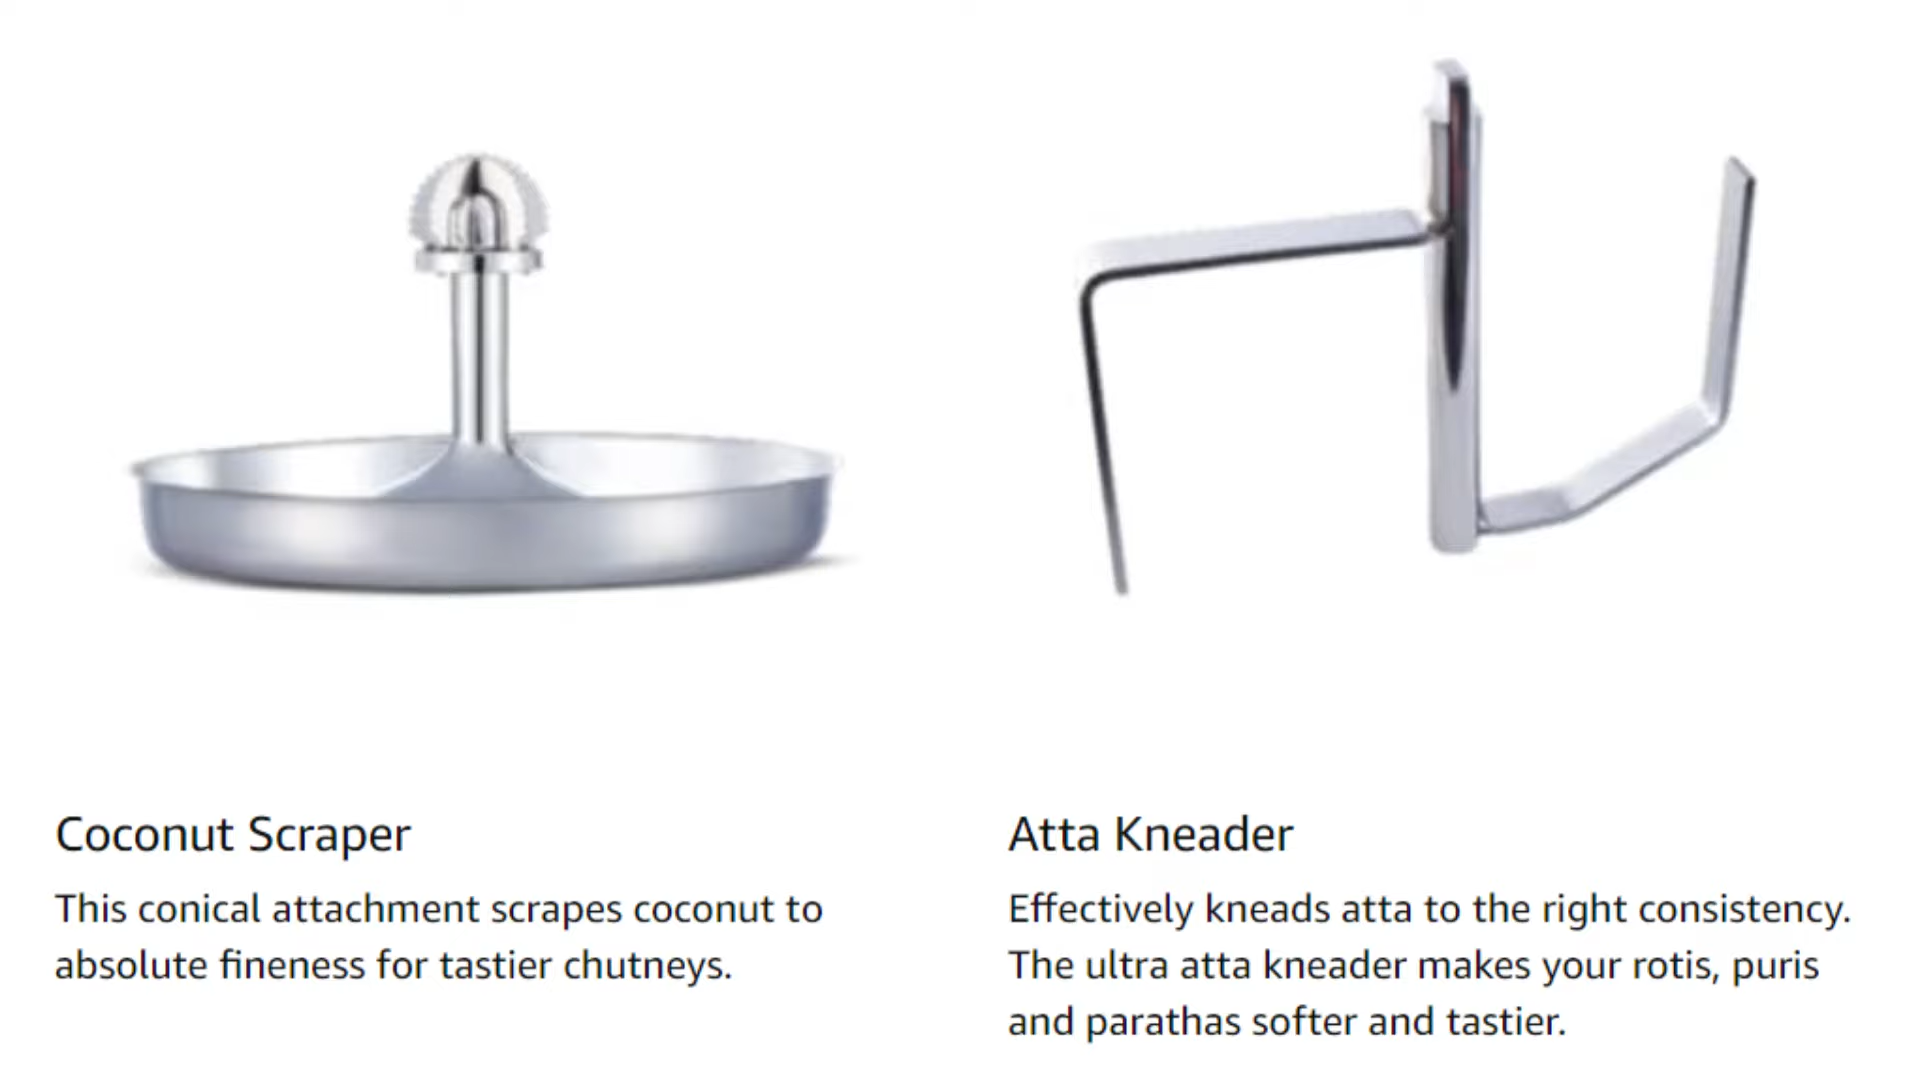 Coconut Scraper
This conical attachment scrapes coconut to
absolute fineness for tastier chutneys.
Atta Kneader
Effectively kneads atta to the right consistency.
The ultra atta kneader makes your rotis, puris
and parathas softer and tastier.